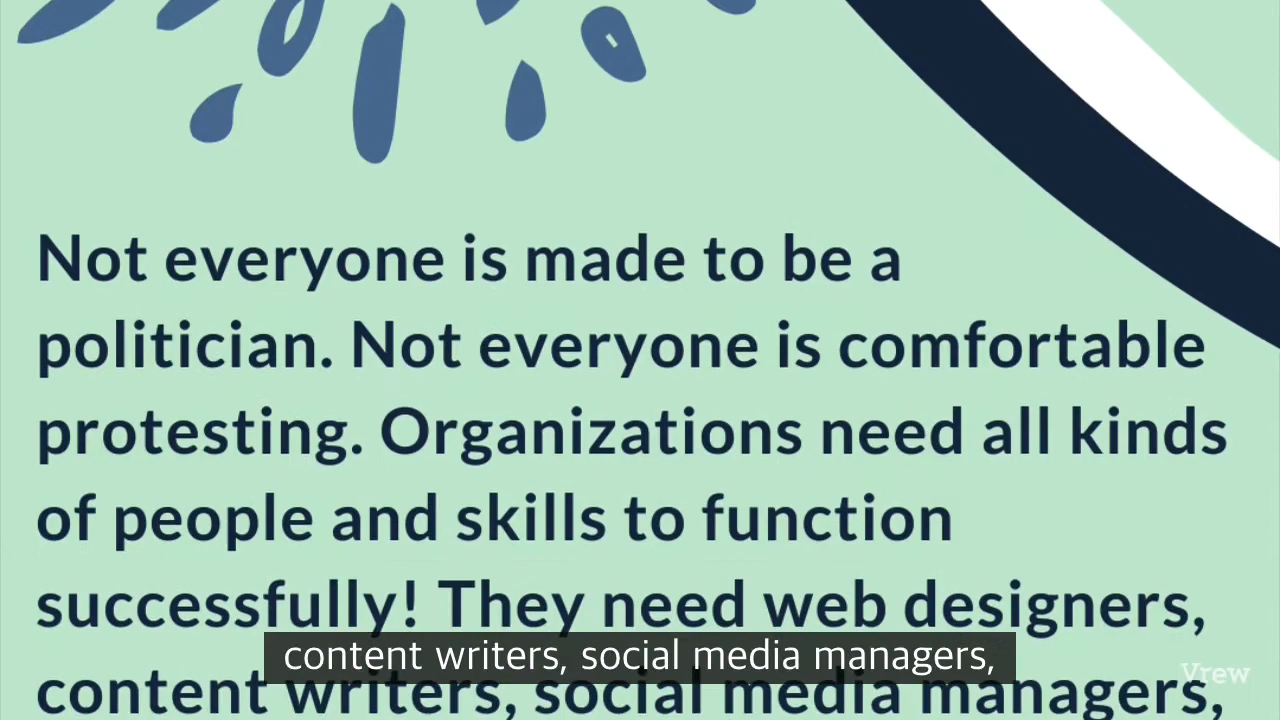 Not everyone is made to be a
politician. Not everyone is comfortable
protesting. Organizations need all kinds
of people and skills to function
successfully! They need web designers,
content writers, social media managers,
content writers, social media managers,
Vrew